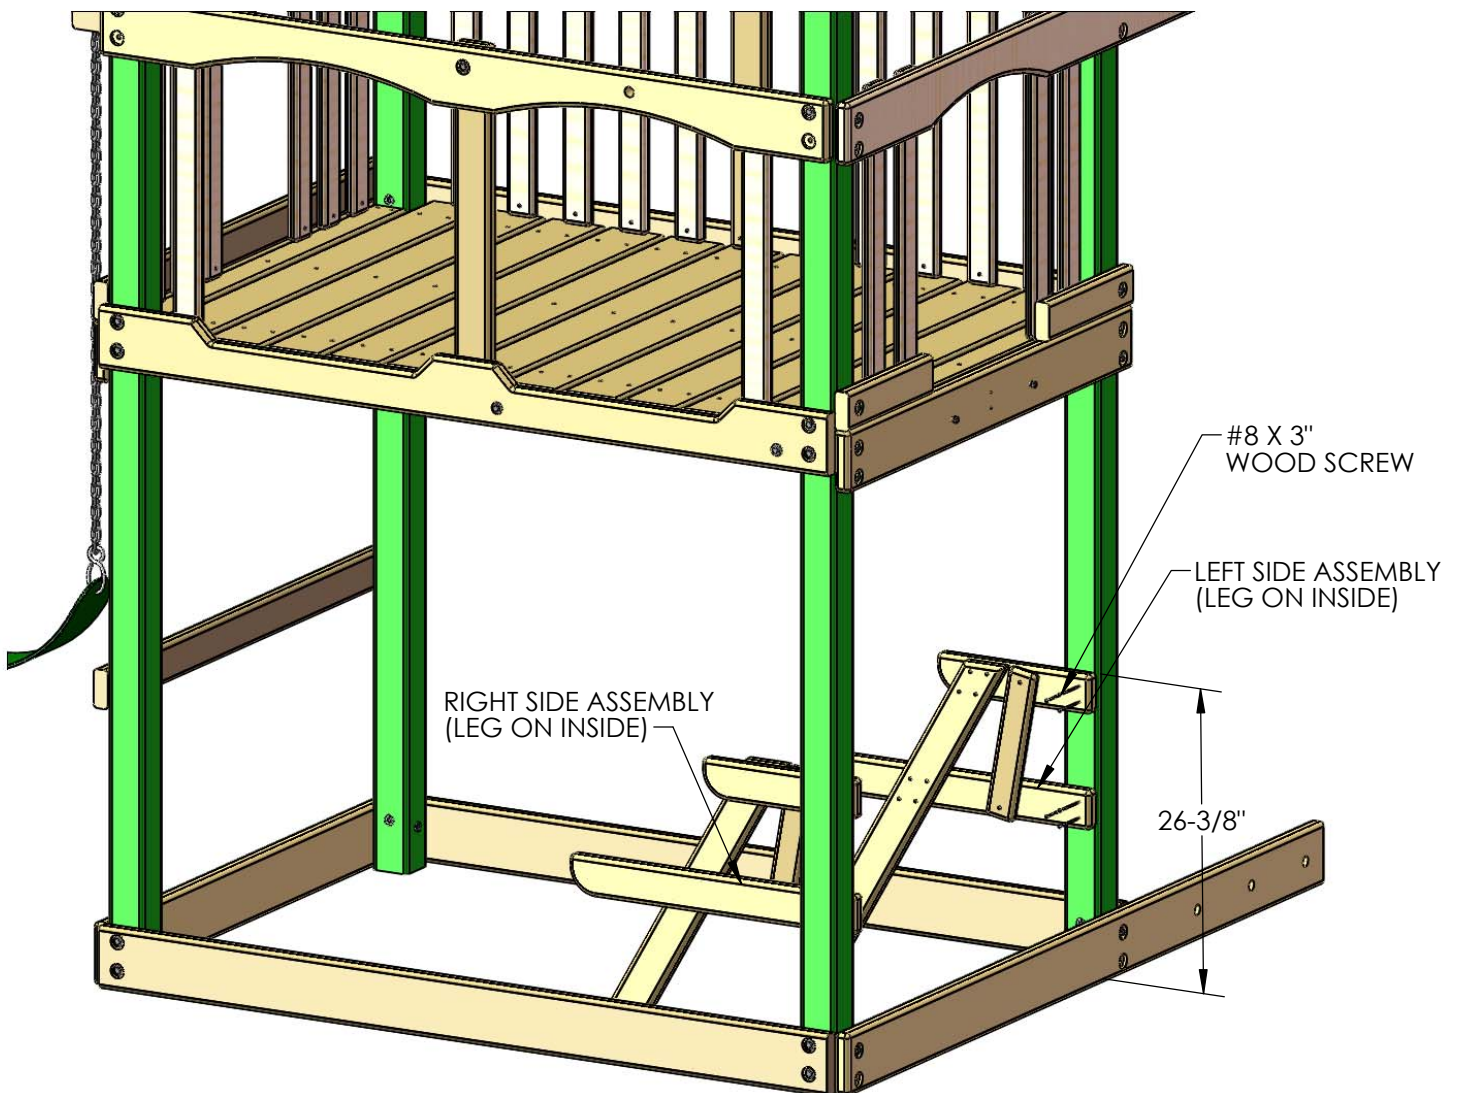 #8 X 3"
WOOD SCREW
LEFT SIDE ASSEMBLY
(LEG ON INSIDE)
RIGHT SIDE ASSEMBLY
(LEG ON INSIDE)
26-3/8"